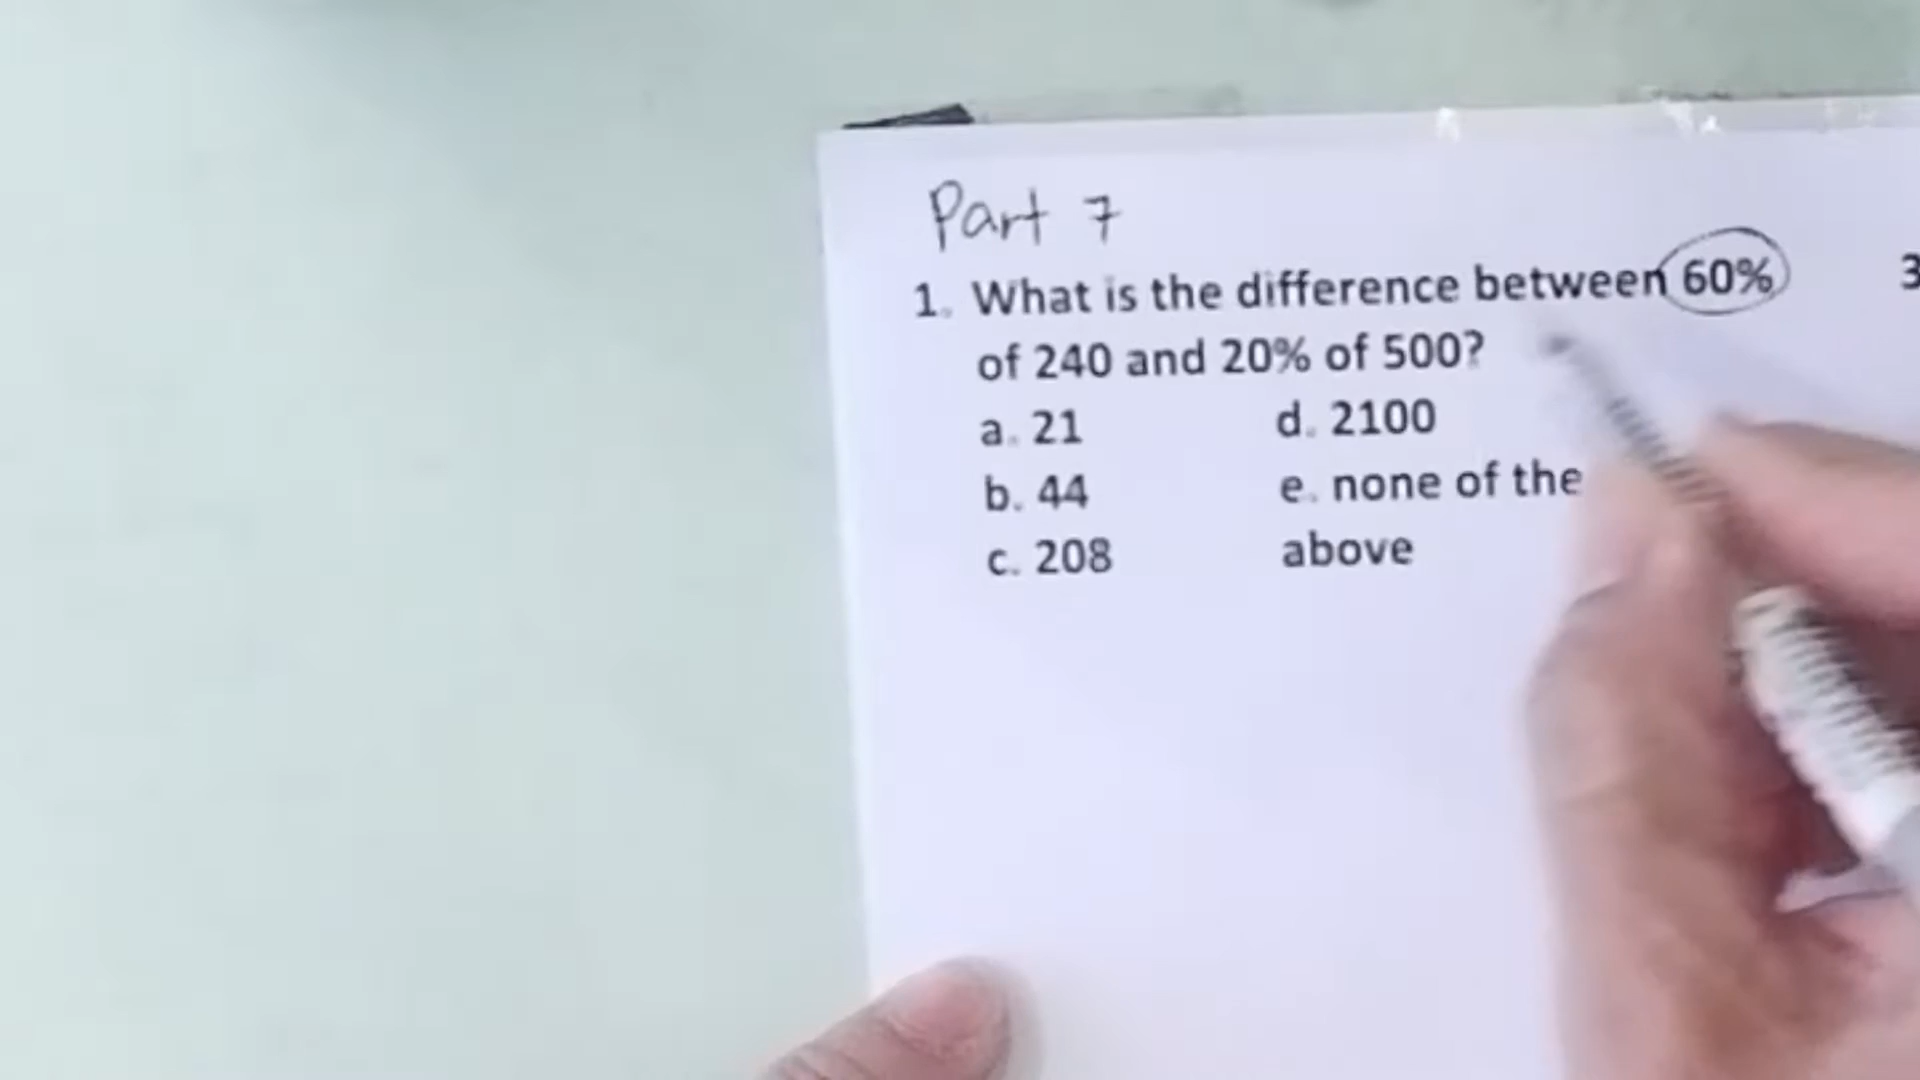 Part 7
1. What is the difference between 60%
of 240 and 20% of 500?
a. 21
d. 2100
b. 44
e. none of the
c. 208
above
3